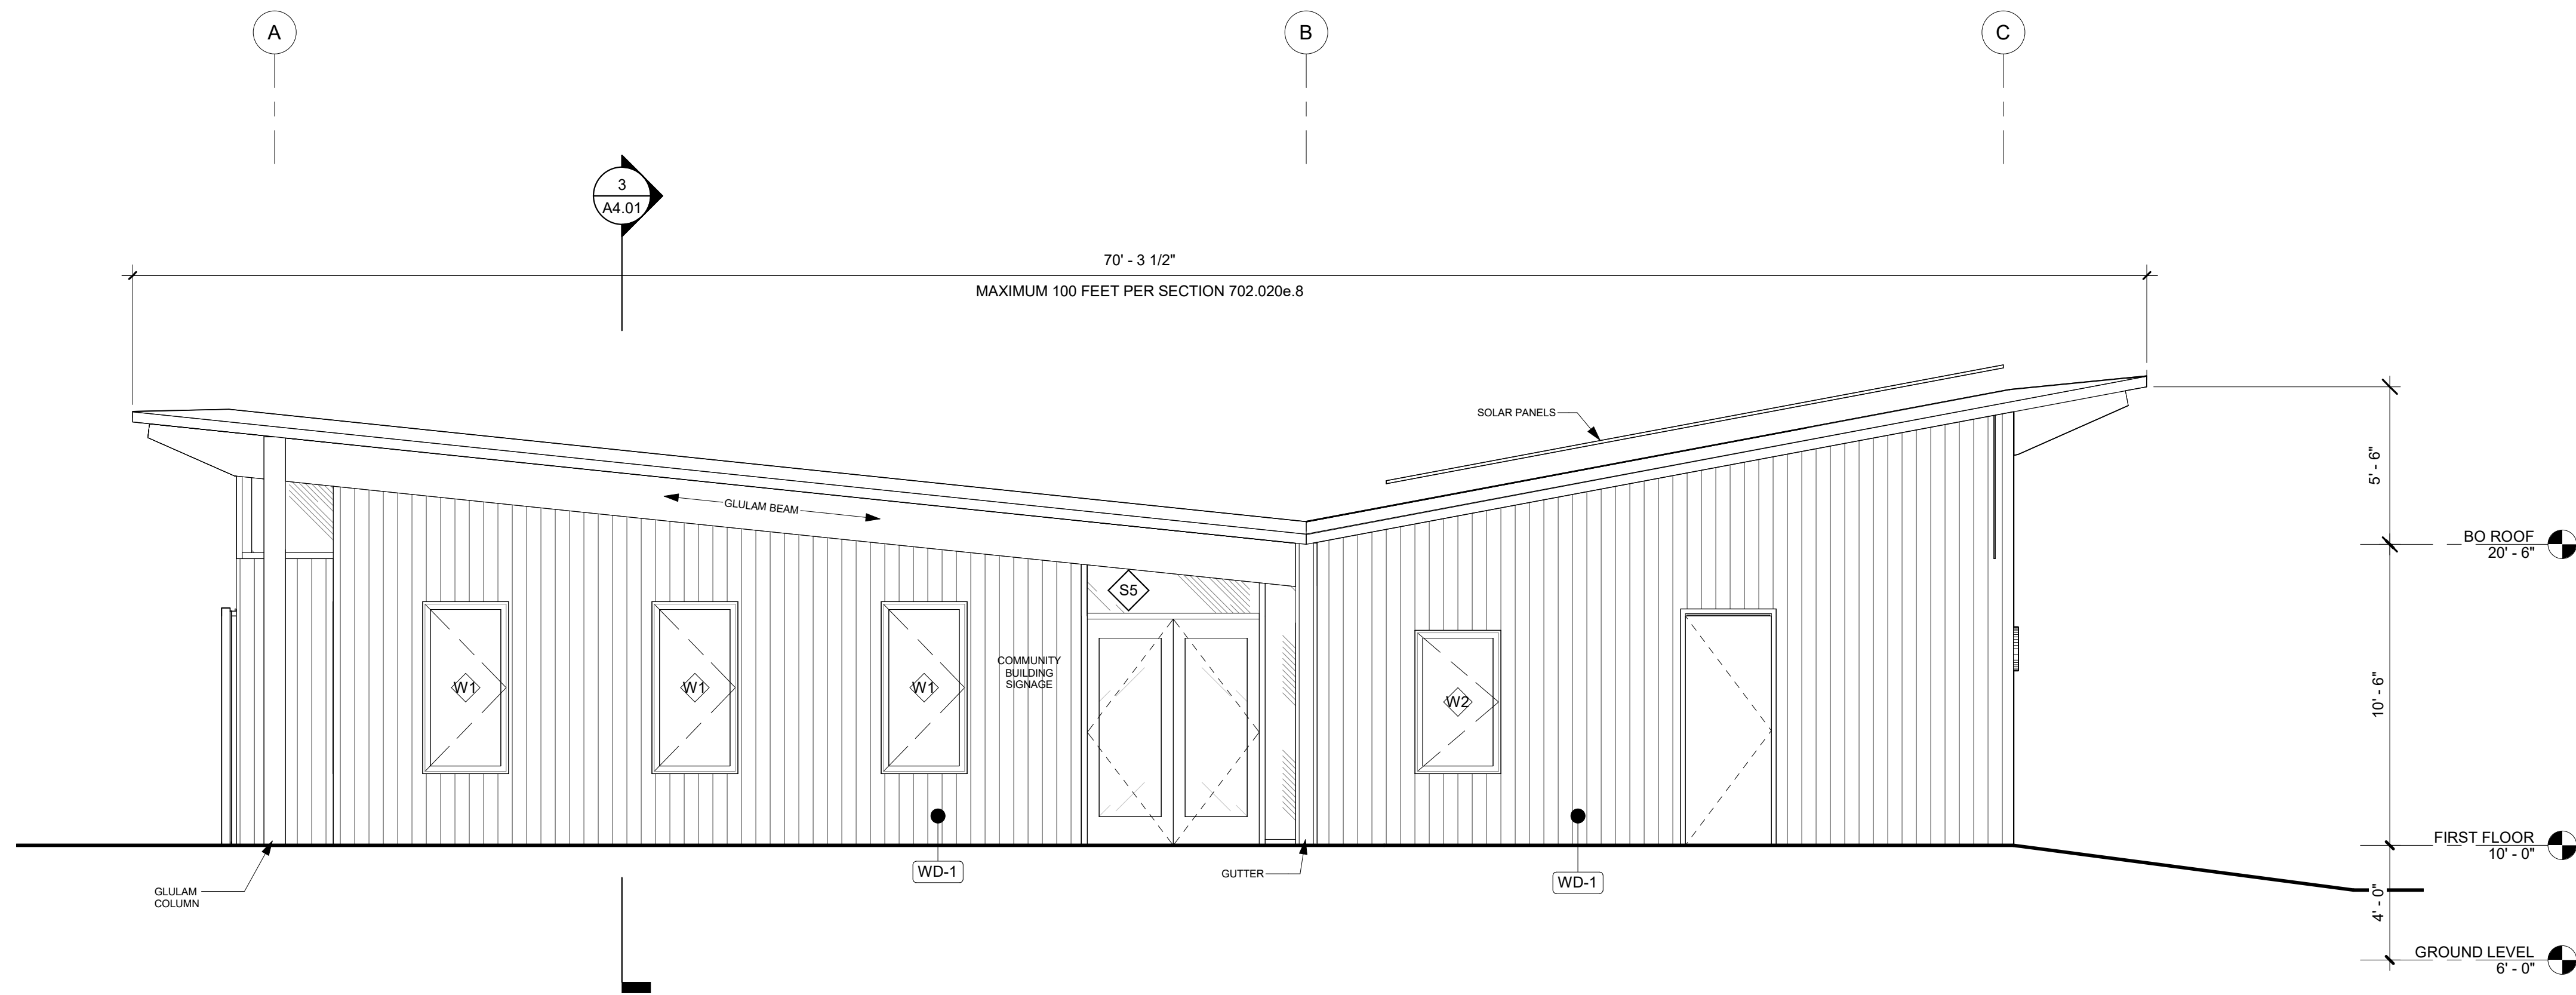 A
B
C
3
A4.01
70' - 3 1/2"
MAXIMUM 100 FEET PER SECTION 702.020e.8
SOLAR PANELS
GLULAM BEAM
5' - 6"
BO ROOF
20' - 6"
S5
COMMUNITY
BUILDING
SIGNAGE
W1
W1
W1
W2
10' - 6"
FIRST FLOOR
10' - 0"
WD-1
GUTTER
WD-1
GLULAM
COLUMN
4' - 0"
GROUND LEVEL
6' - 0"